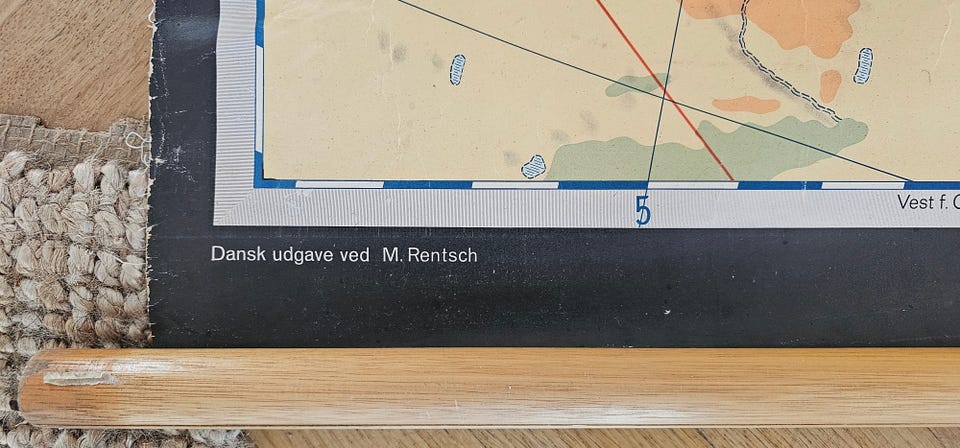 5
Vest f.
Dansk udgave ved M. Rentsch